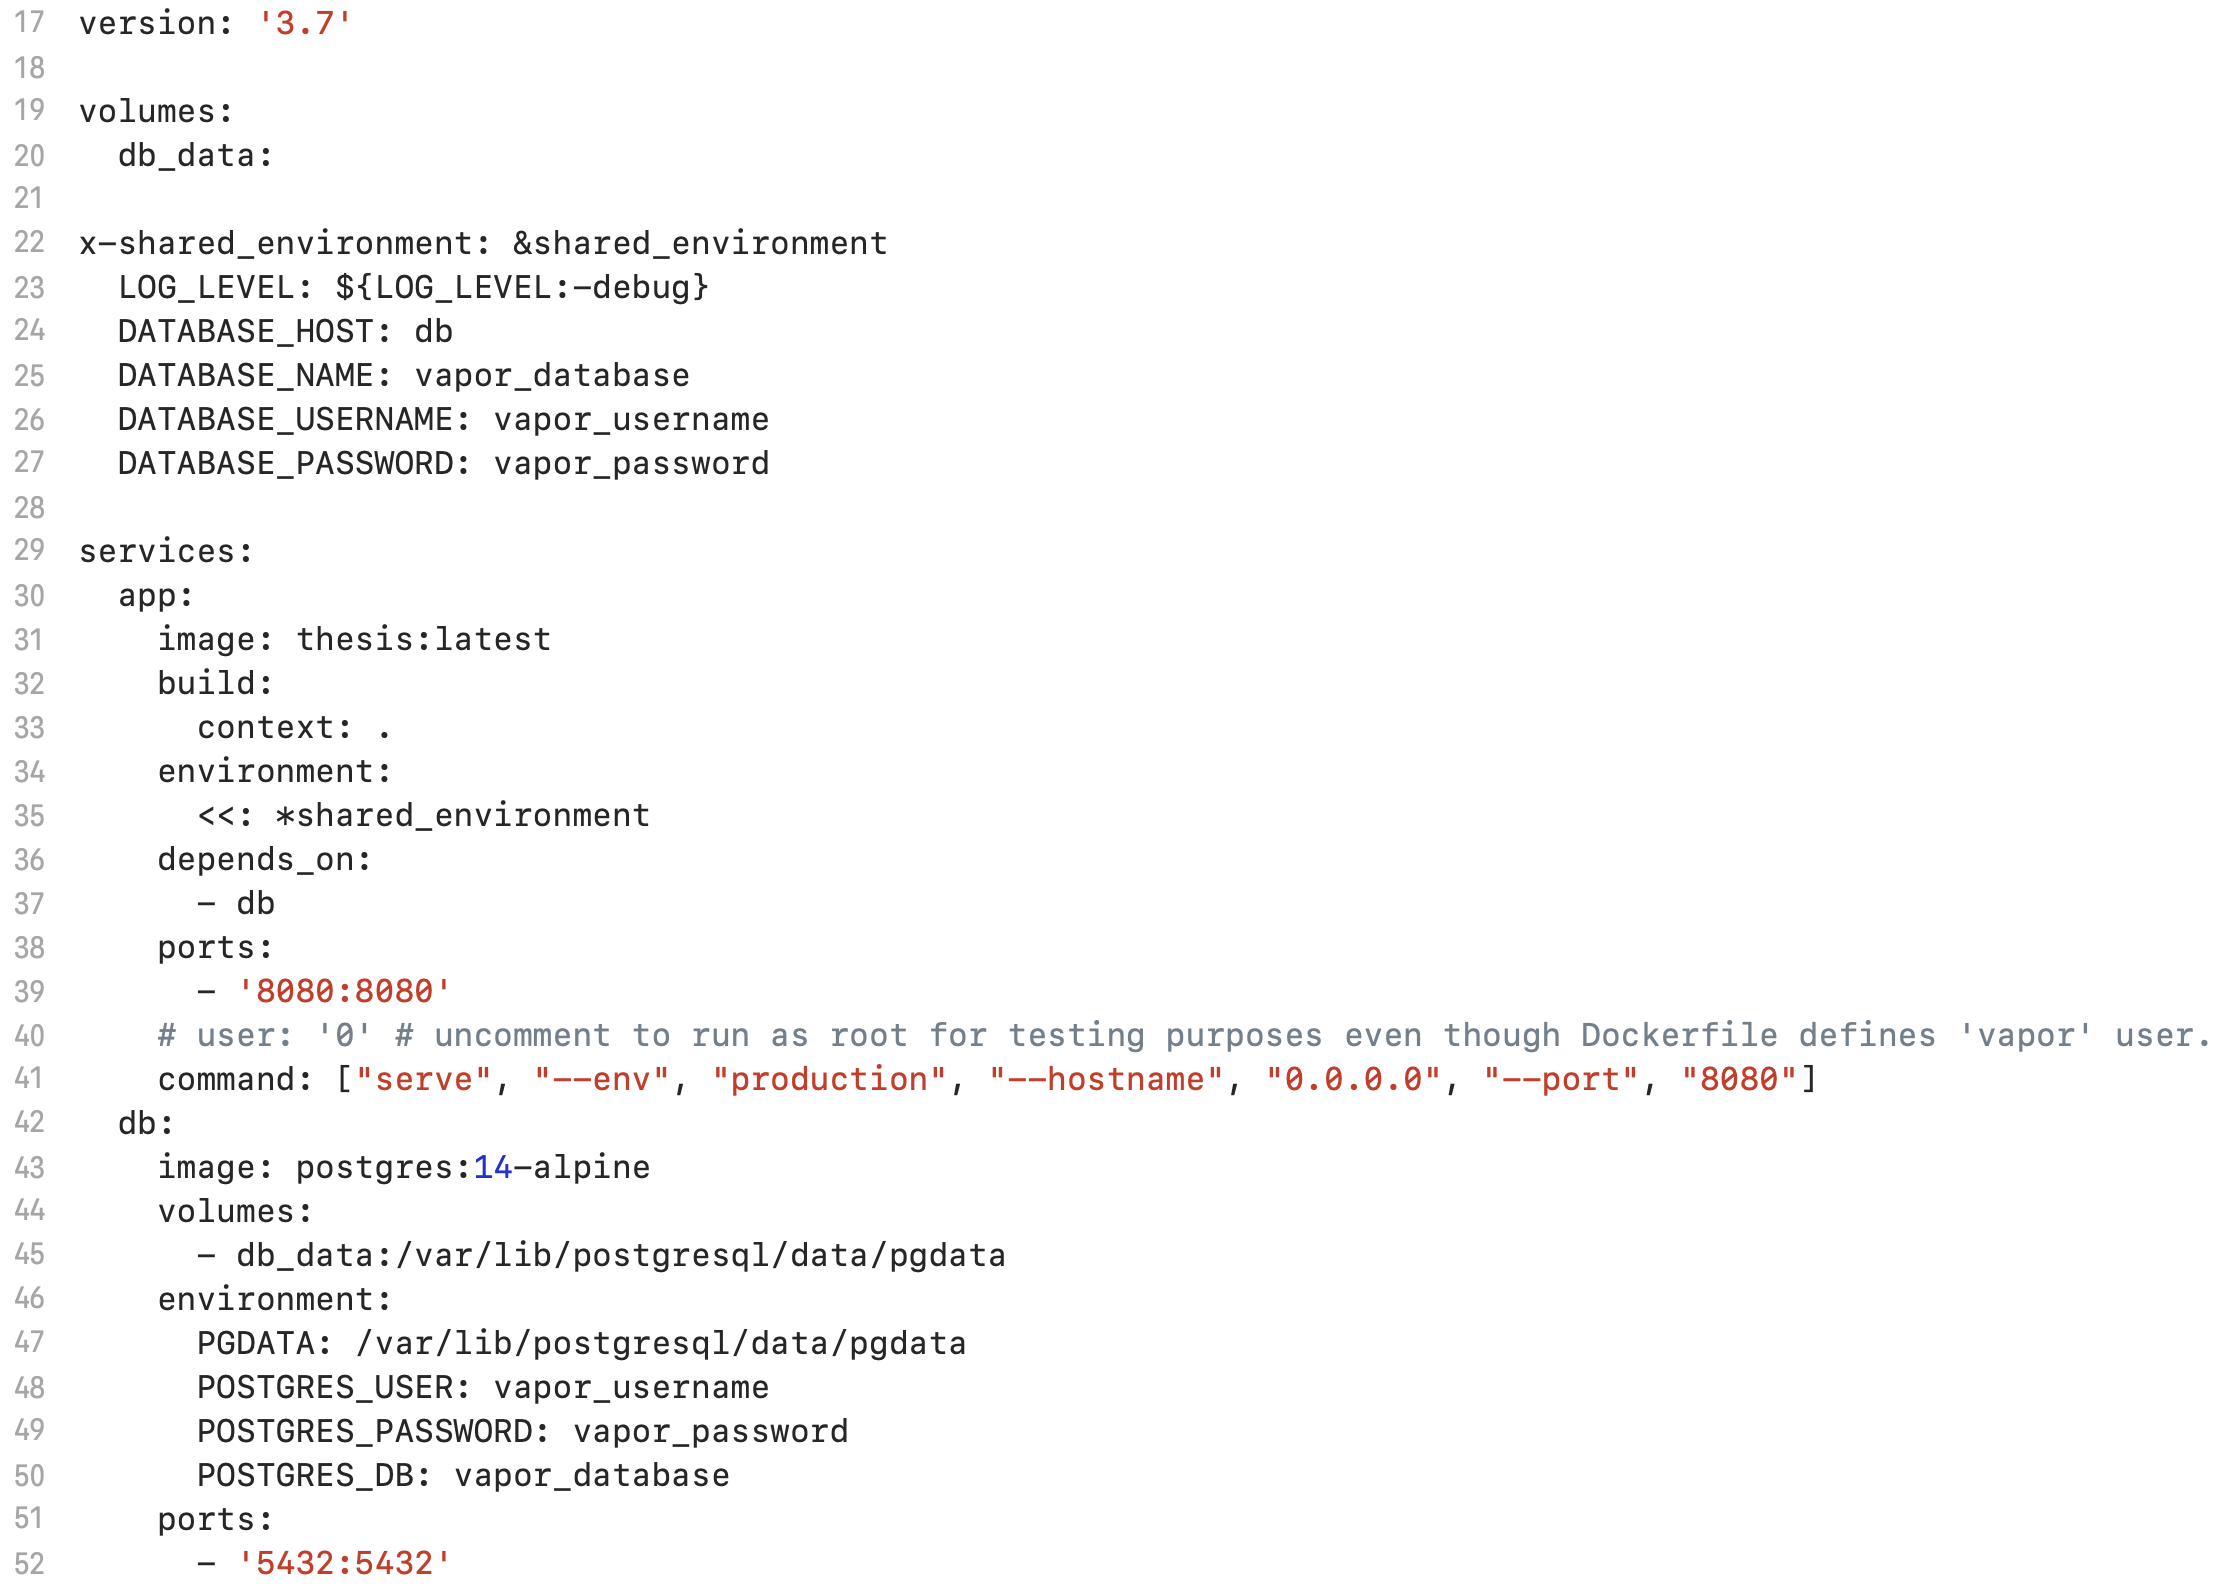 17 version: '3.7'
18
19 volumes:
20   db_data:
21
22 x-shared_environment: &shared_environment
23   LOG_LEVEL: ${LOG_LEVEL:-debug}
24   DATABASE_HOST: db
25   DATABASE_NAME: vapor_database
26   DATABASE_USERNAME: vapor_username
27   DATABASE_PASSWORD: vapor_password
28
29 services:
30   app:
31     image: thesis:latest
32     build:
33       context: .
34     environment:
35       <<: *shared_environment
36     depends_on:
37       - db
38     ports:
39       - '8080:8080'
40     # user: '0' # uncomment to run as root for testing purposes even though Dockerfile defines 'vapor' user.
41     command: ["serve", "--env", "production", "--hostname", "0.0.0.0", "--port", "8080"]
42   db:
43     image: postgres:14-alpine
44     volumes:
45       - db_data:/var/lib/postgresql/data/pgdata
46     environment:
47       PGDATA: /var/lib/postgresql/data/pgdata
48       POSTGRES_USER: vapor_username
49       POSTGRES_PASSWORD: vapor_password
50       POSTGRES_DB: vapor_database
51     ports:
52       - '5432:5432'